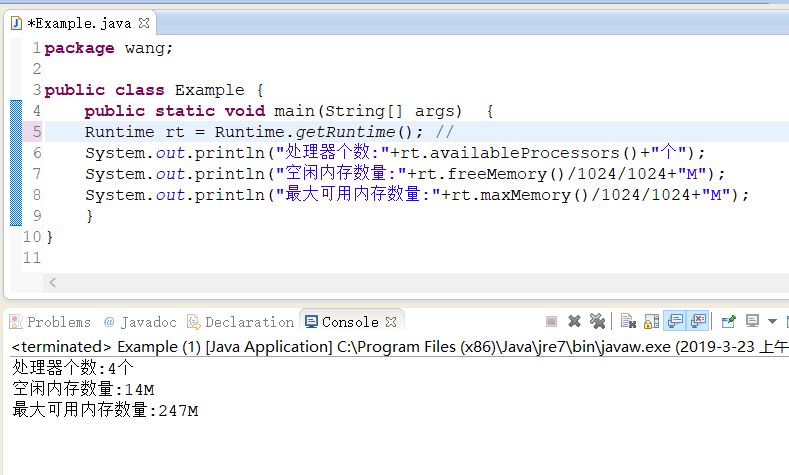 *Example.java
1 package wang;
2
3 public class Example {
4     public static void main(String[] args)  {
5     Runtime rt = Runtime.getRuntime(); //
6     System.out.println("处理器个数:"+rt.availableProcessors()+"个");
7     System.out.println("空闲内存数量:"+rt.freeMemory()/1024/1024+"M");
8     System.out.println("最大可用内存数量:"+rt.maxMemory()/1024/1024+"M");
9     }
10 }
11
Problems @ Javadoc Declaration Console
<terminated> Example (1) [Java Application] C:\Program Files (x86)\Java\jre7\bin\javaw.exe (2019-3-23 上午
处理器个数:4个
空闲内存数量:14M
最大可用内存数量:247M